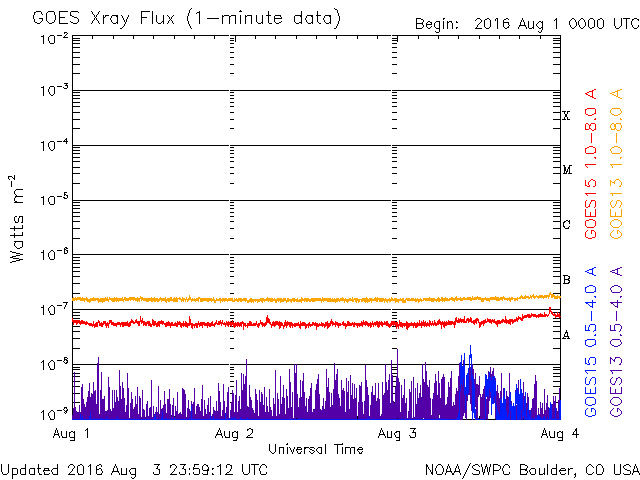 GOES Xray Flux (1-minute data)
Begin: 2016 Aug 1 0000 UTC
10⁻²
10⁻³
10⁻⁴
10⁻⁵
10⁻⁶
10⁻⁷
10⁻⁸
10⁻⁹
Watts m⁻²
X
M
C
B
A
GOES15 1.0-8.0 A
GOES13 1.0-8.0 A
GOES15 0.5-4.0 A
GOES13 0.5-4.0 A
Aug 1
Aug 2
Aug 3
Aug 4
Universal Time
Updated 2016 Aug 3 23:59:12 UTC
NOAA/SWPC Boulder, CO USA